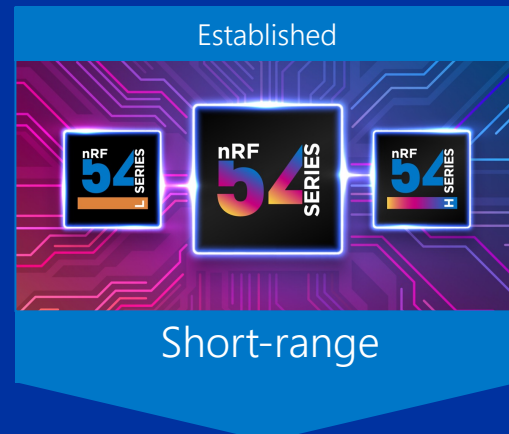 Established
nRF
54
L SERIES
nRF
54
SERIES
nRF
54
H SERIES
Short-range